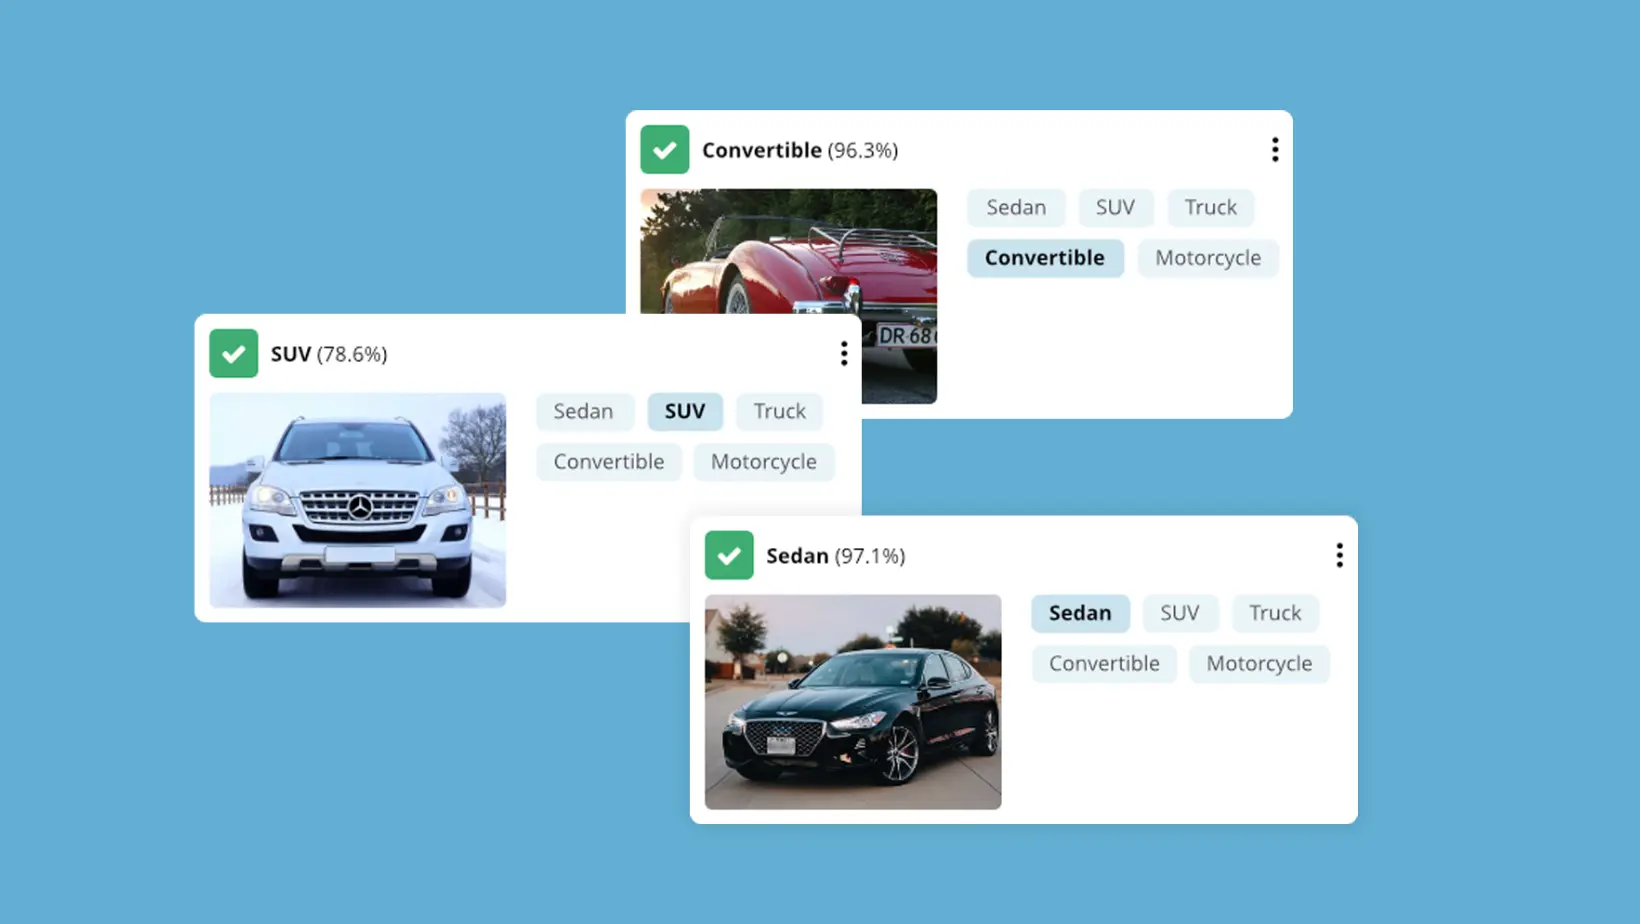 Convertible (96.3%)
Sedan SUV Truck
Convertible Motorcycle
DR·68
SUV (78.6%)
Sedan SUV Truck
Convertible Motorcycle
Sedan (97.1%)
Sedan SUV Truck
Convertible Motorcycle